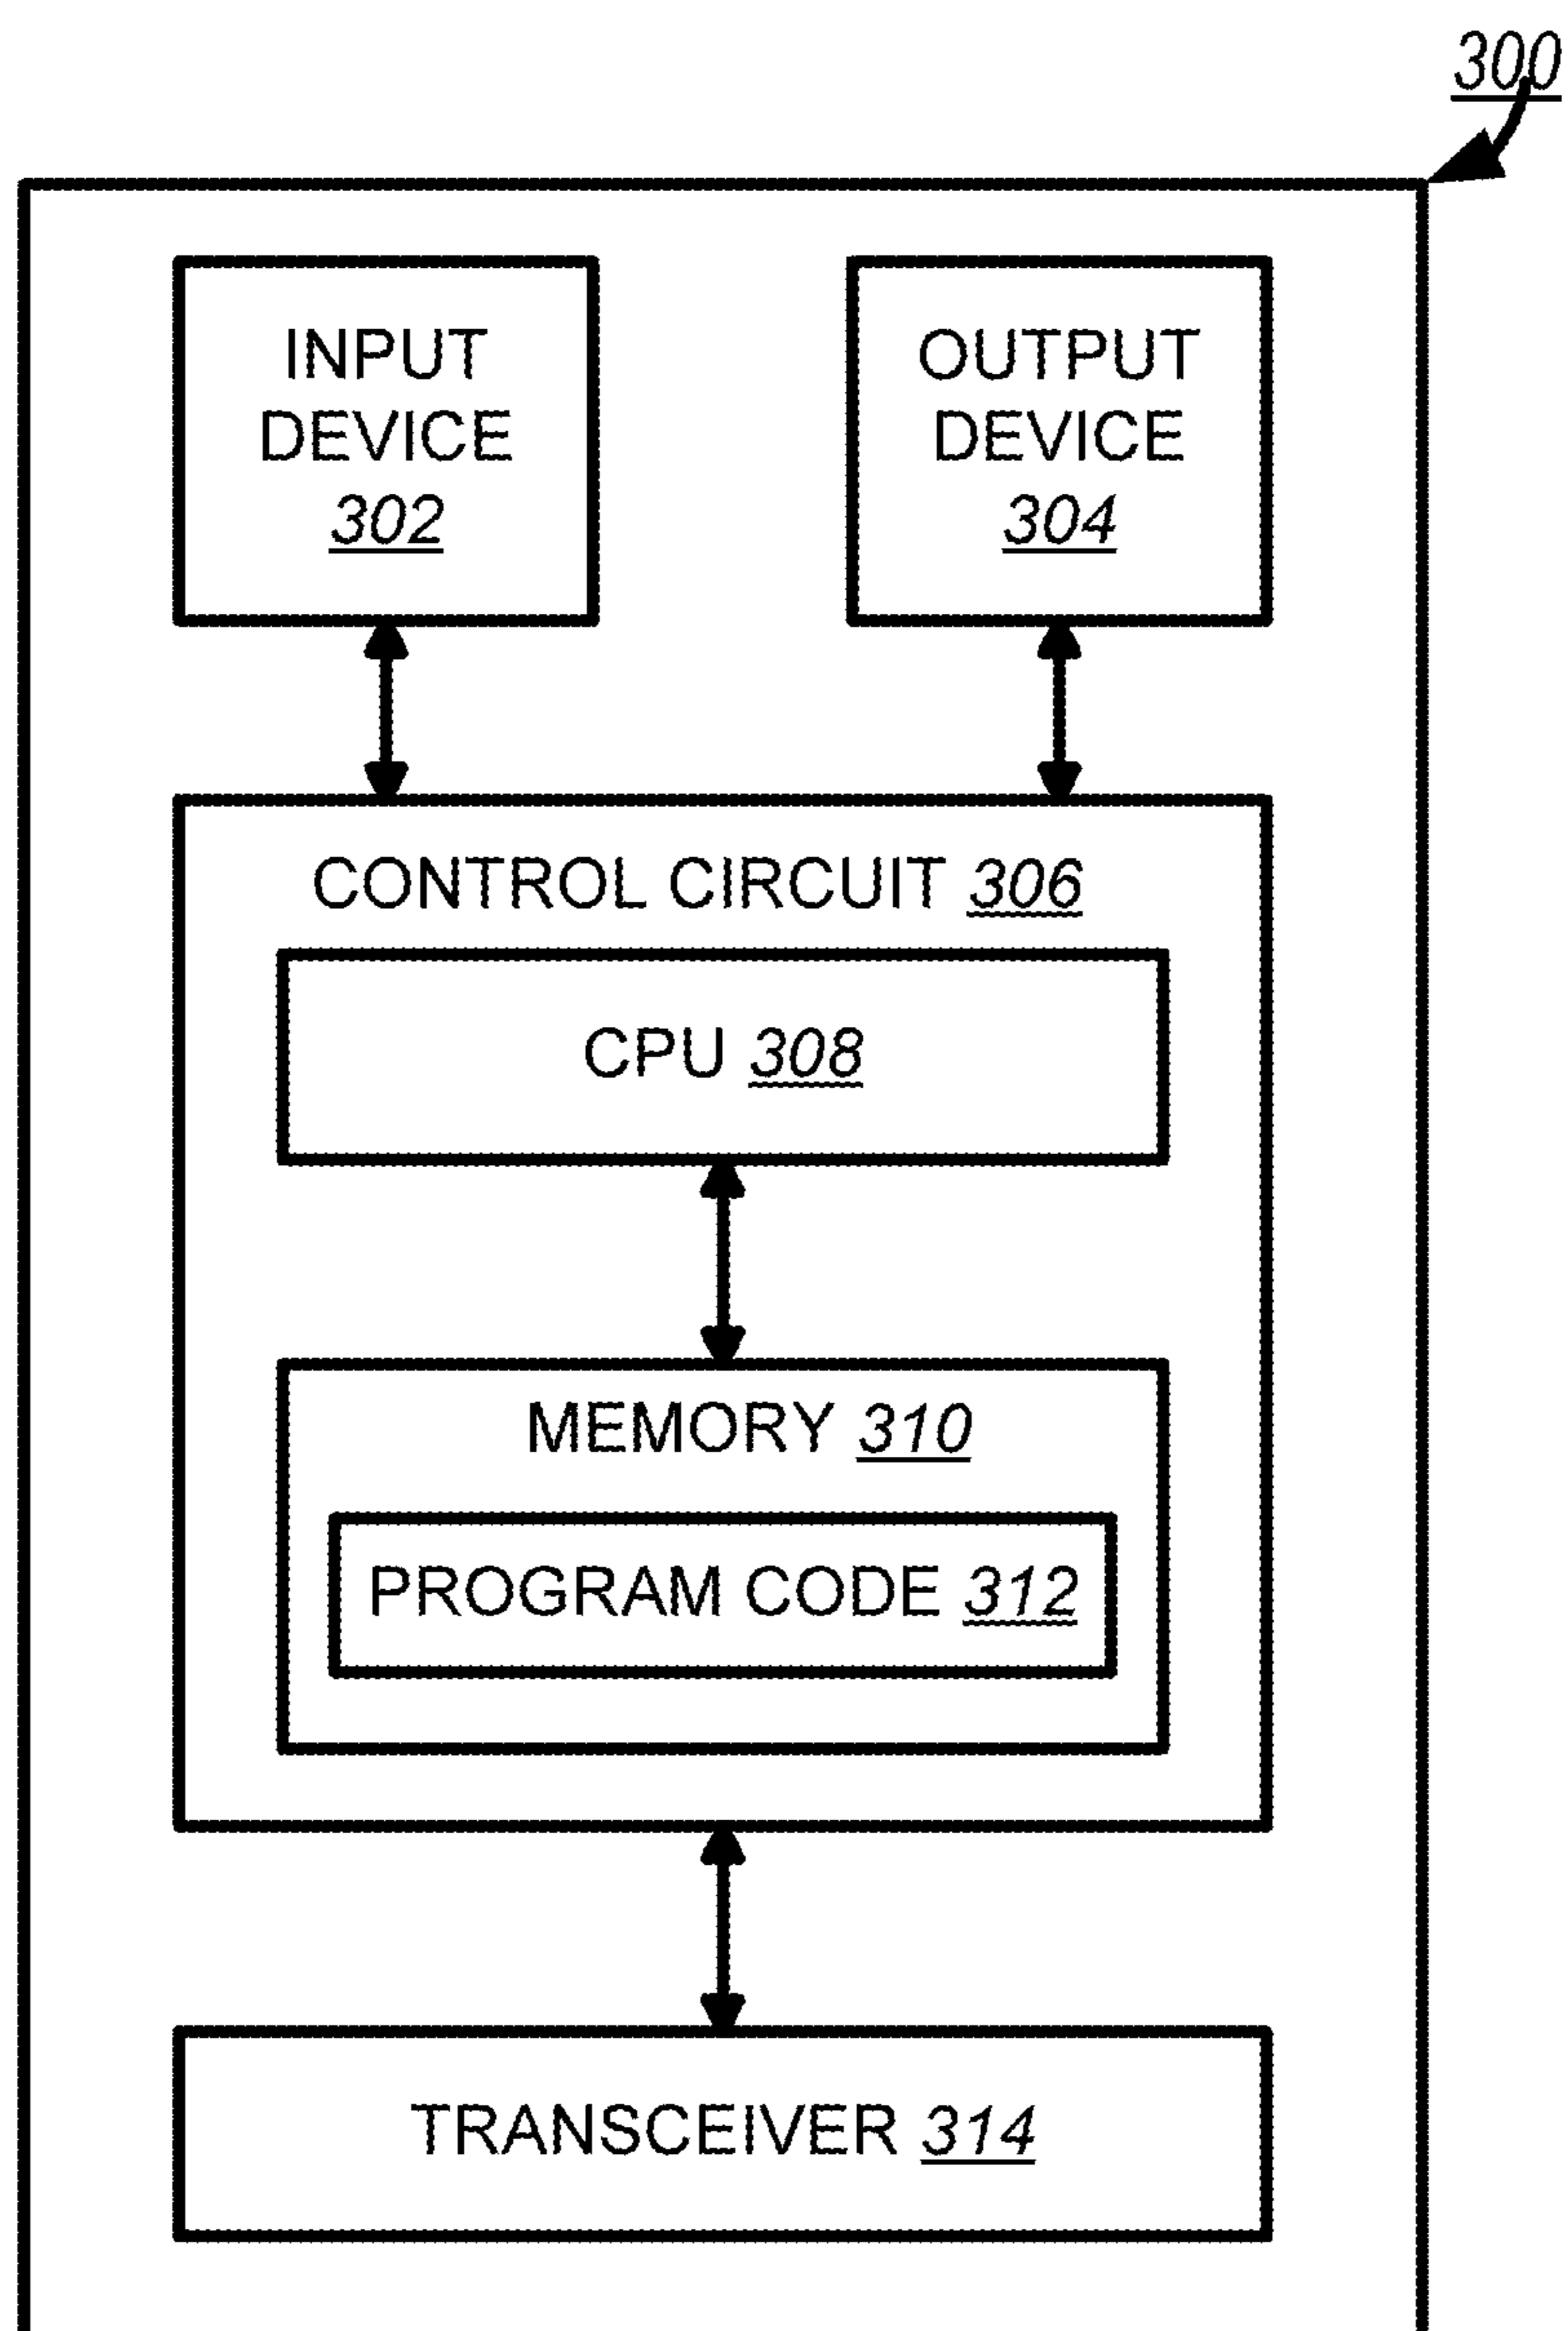 300
INPUT
DEVICE
302
OUTPUT
DEVICE
304
CONTROL CIRCUIT 306
CPU 308
MEMORY 310
PROGRAM CODE 312
TRANSCEIVER 314